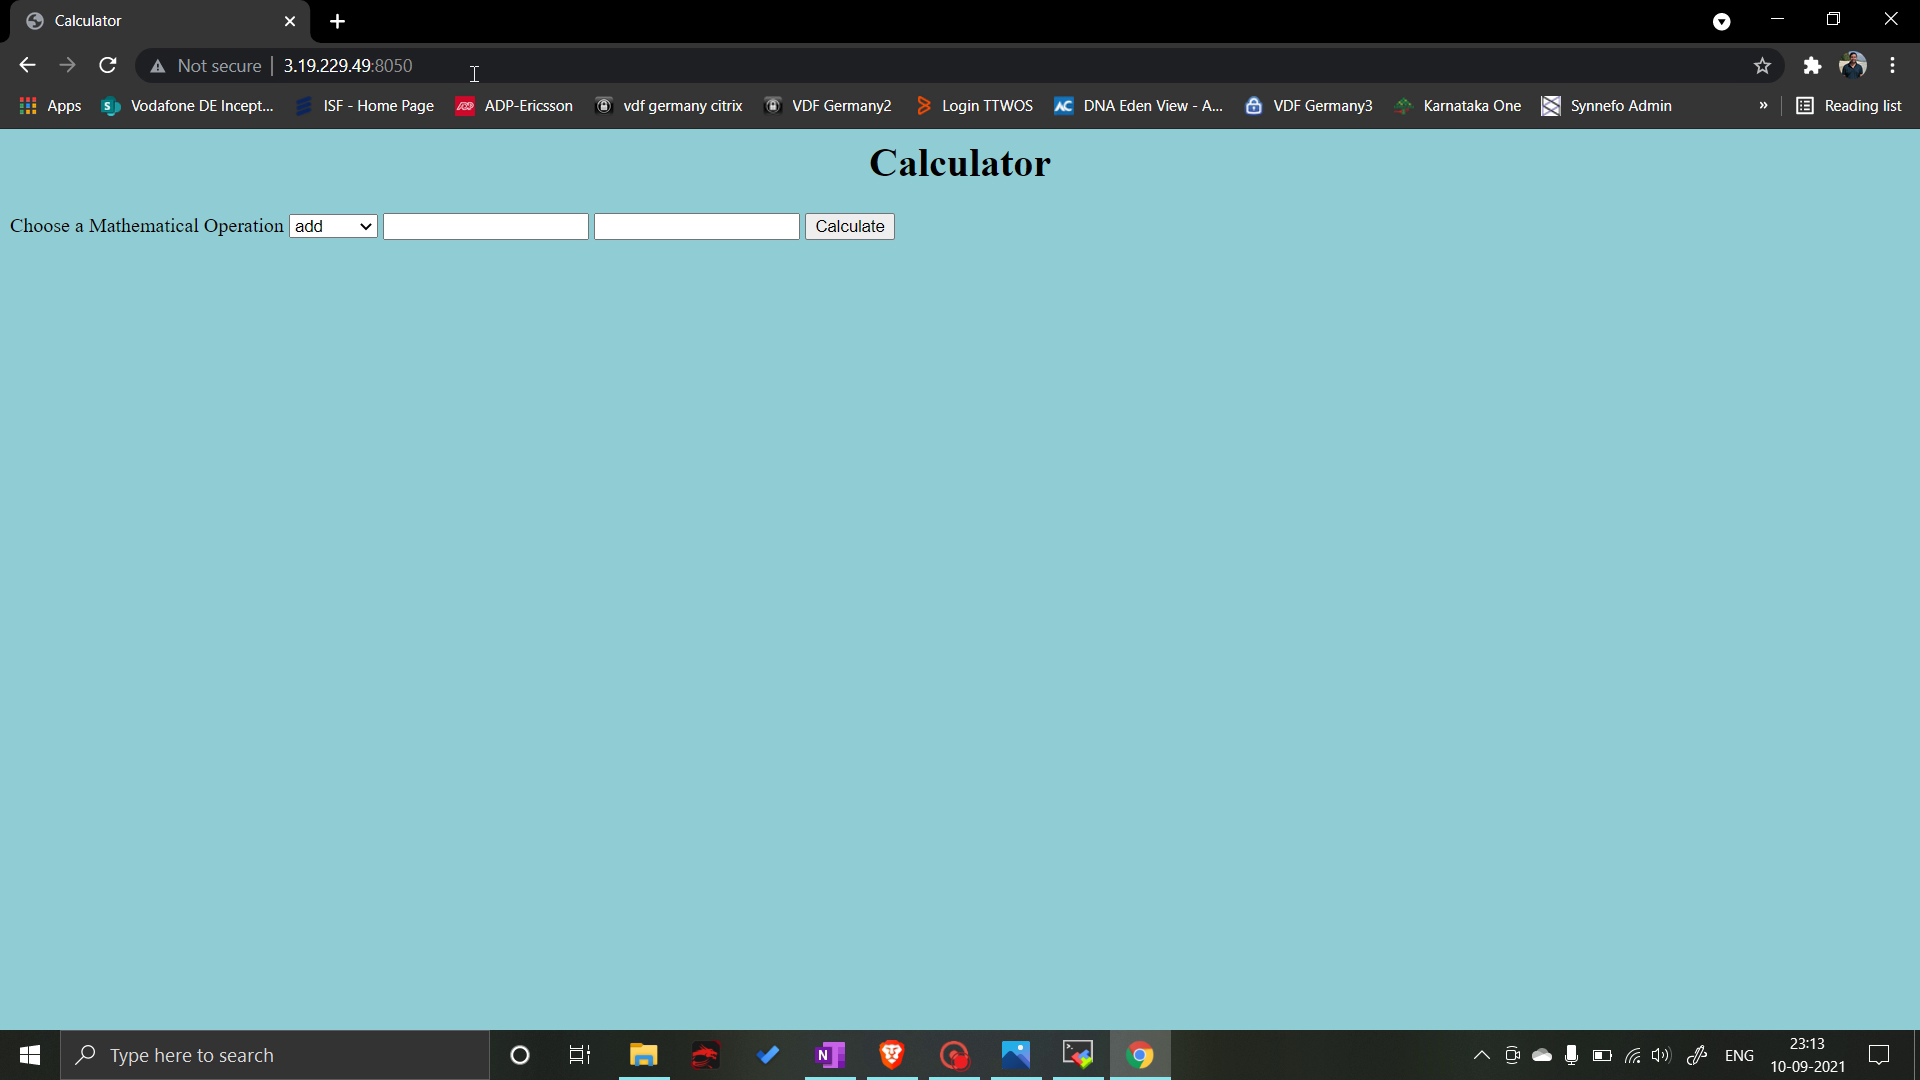 Calculator
Not secure | 3.19.229.49:8050
Apps Vodafone DE Incept... ISF - Home Page ADP-Ericsson vdf germany citrix VDF Germany2 Login TTWOS DNA Eden View - A... VDF Germany3 Karnataka One Synnefo Admin » Reading list
Calculator
Choose a Mathematical Operation add Calculate
Type here to search
ENG
23:13
10-09-2021